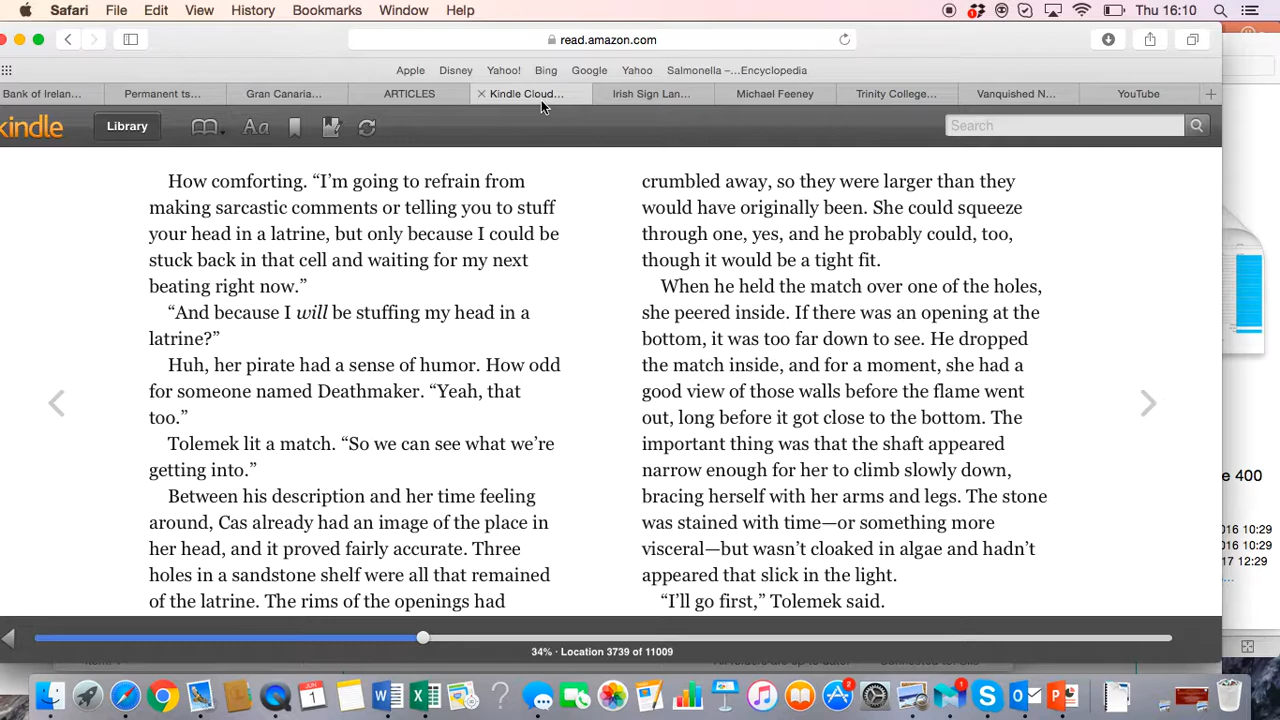 Safari File Edit View History Bookmarks Window Help Thu 16:10
read.amazon.com
Apple Disney Yahoo! Bing Google Yahoo Salmonella –...Encyclopedia
Bank of Irelan... Permanent ts... Gran Canaria... ARTICLES Kindle Cloud... Irish Sign Lan... Michael Feeney Trinity College... Vanquished N... YouTube
kindle Library Aa Search
How comforting. “I’m going to refrain from
making sarcastic comments or telling you to stuff
your head in a latrine, but only because I could be
stuck back in that cell and waiting for my next
beating right now.”
“And because I will be stuffing my head in a
latrine?”
Huh, her pirate had a sense of humor. How odd
for someone named Deathmaker. “Yeah, that
too.”
Tolemek lit a match. “So we can see what we’re
getting into.”
Between his description and her time feeling
around, Cas already had an image of the place in
her head, and it proved fairly accurate. Three
holes in a sandstone shelf were all that remained
of the latrine. The rims of the openings had
crumbled away, so they were larger than they
would have originally been. She could squeeze
through one, yes, and he probably could, too,
though it would be a tight fit.
When he held the match over one of the holes,
she peered inside. If there was an opening at the
bottom, it was too far down to see. He dropped
the match inside, and for a moment, she had a
good view of those walls before the flame went
out, long before it got close to the bottom. The
important thing was that the shaft appeared
narrow enough for her to climb slowly down,
bracing herself with her arms and legs. The stone
was stained with time—or something more
visceral—but wasn’t cloaked in algae and hadn’t
appeared that slick in the light.
“I’ll go first,” Tolemek said.
34% · Location 3739 of 11009
e 400
016 10:29
016 10:29
17 12:29